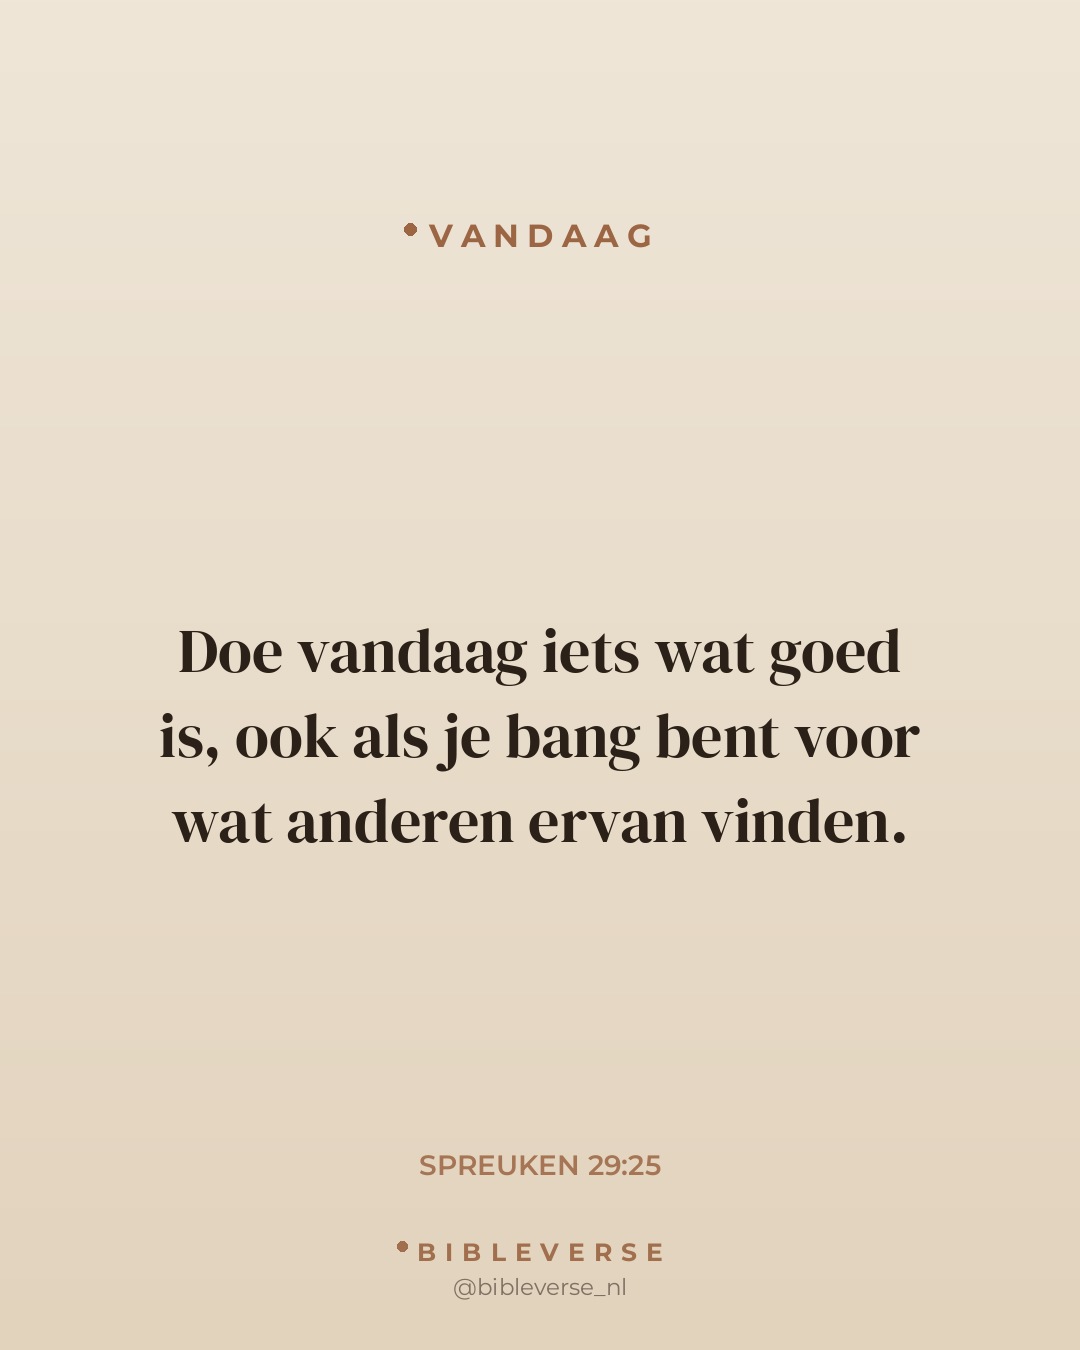 VANDAAG
Doe vandaag iets wat goed
is, ook als je bang bent voor
wat anderen ervan vinden.
SPREUKEN 29:25
BIBLEVERSE
@bibleverse_nl